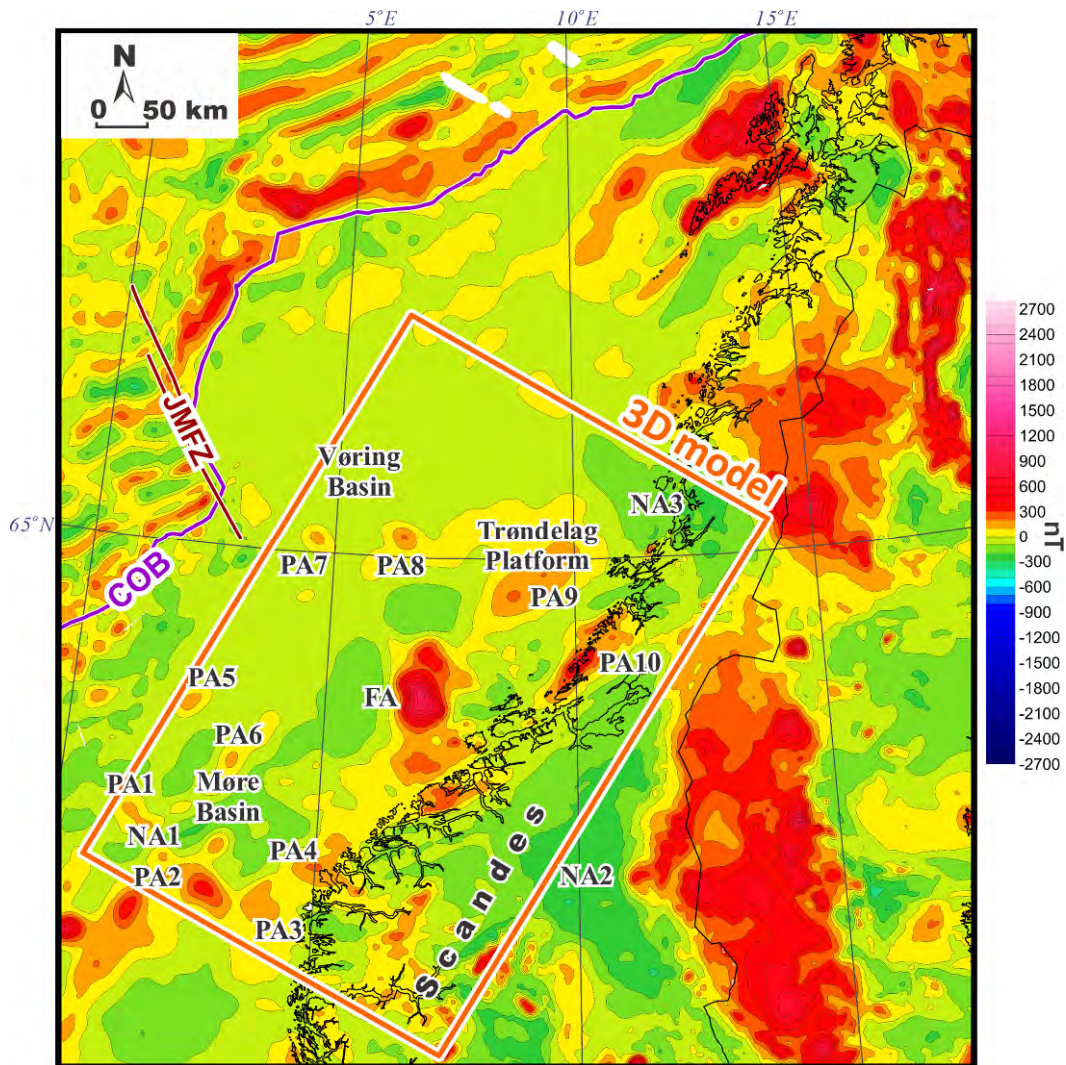 5°E
10°E
15°E
N
0 50 km
JMFZ
3D model
Vøring
Basin
NA3
65°N
Trøndelag
Platform
PA7
PA8
COB
PA9
PA10
PA5
FA
PA6
PA1
Møre
Basin
NA1
PA4
PA2
NA2
PA3
Scandes
2700
2400
2100
1800
1500
1200
900
600
300
0
-300
-600
-900
-1200
-1500
-1800
-2100
-2400
-2700
nT